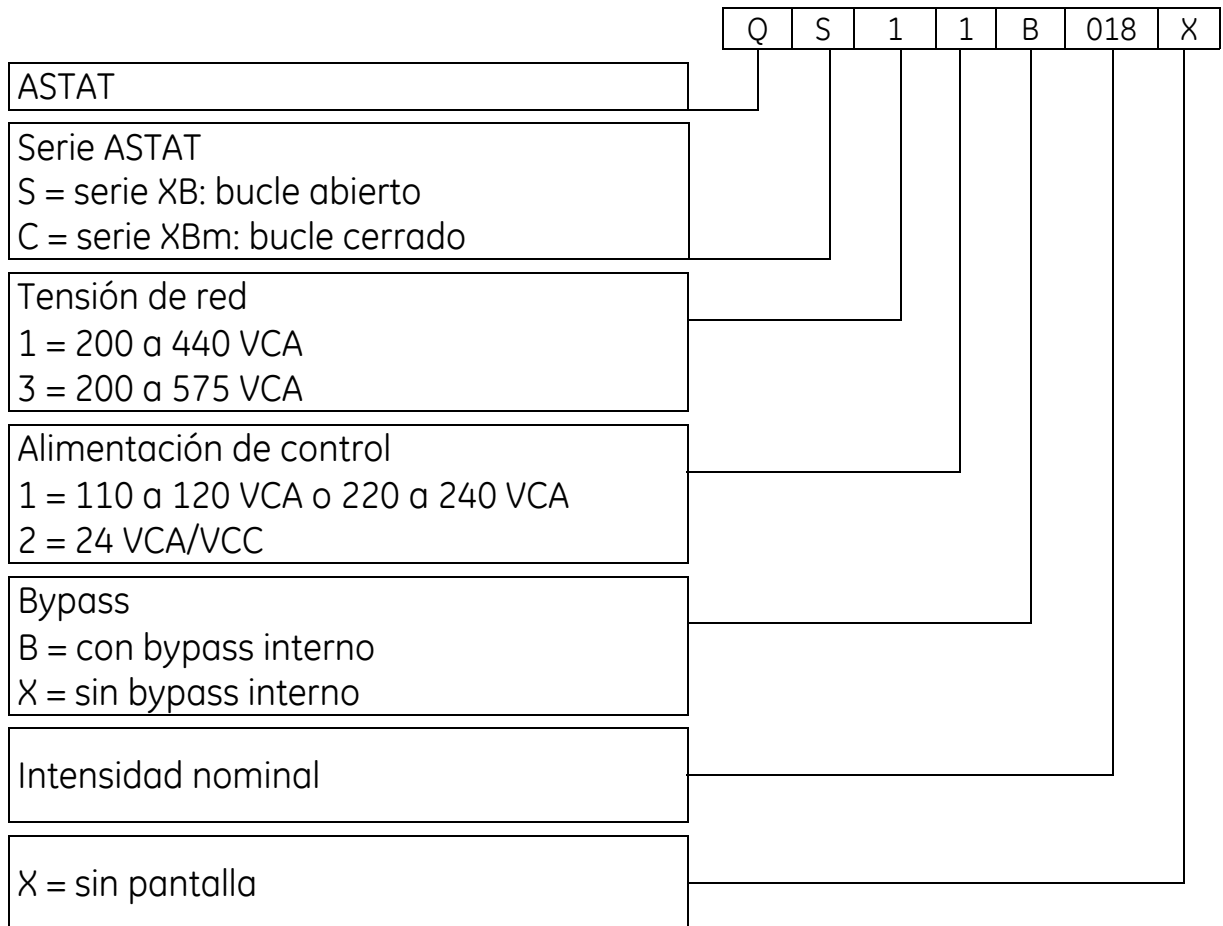 Q S 1 1 B 018 X
ASTAT
Serie ASTAT
S = serie XB: bucle abierto
C = serie XBm: bucle cerrado
Tensión de red
1 = 200 a 440 VCA
3 = 200 a 575 VCA
Alimentación de control
1 = 110 a 120 VCA o 220 a 240 VCA
2 = 24 VCA/VCC
Bypass
B = con bypass interno
X = sin bypass interno
Intensidad nominal
X = sin pantalla